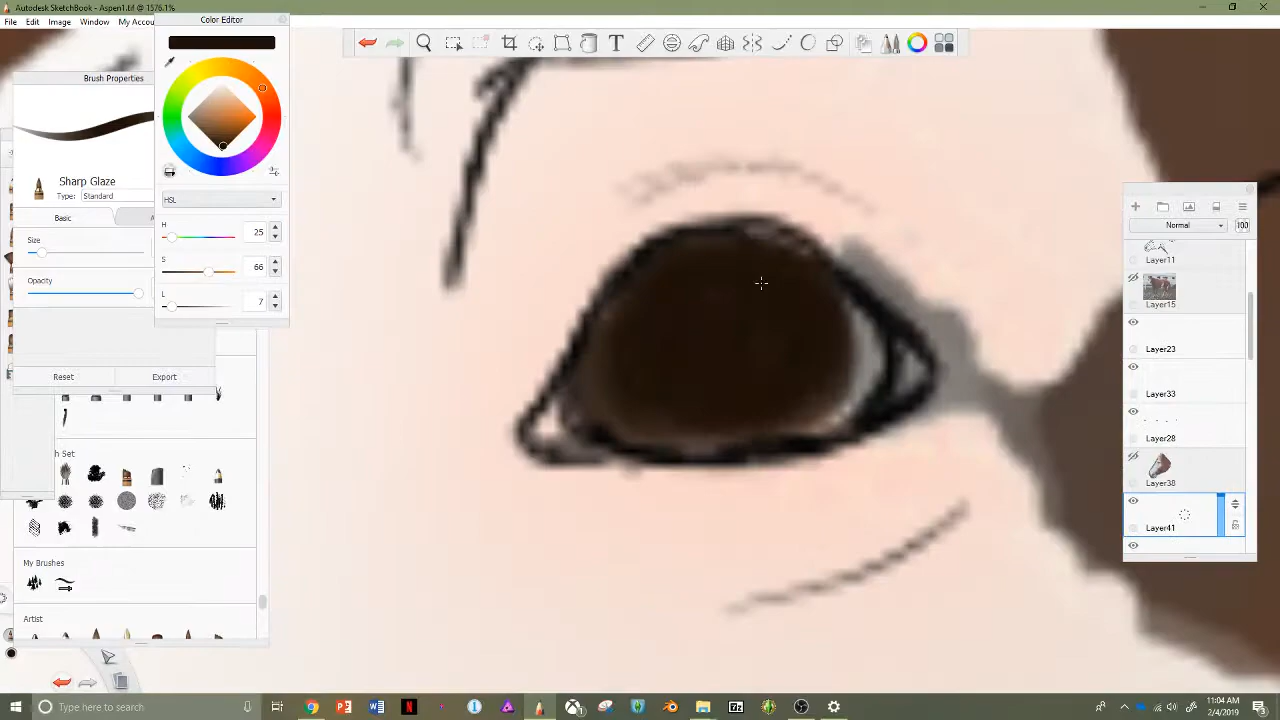 Autodesk SketchBook - Aspen1.tif @ 1576.1%
File Edit Image Window My Accou
Color Editor
Brush Properties
Sharp Glaze
Type: Standard
HSL
Basic
H 25
Size
S 66
Opacity
L 7
Reset Export
h Set
My Brushes
Artist
Normal 100
Layer11
Layer15
Layer23
Layer33
Layer28
Layer38
Layer41
Type here to search
11:04 AM
2/4/2019